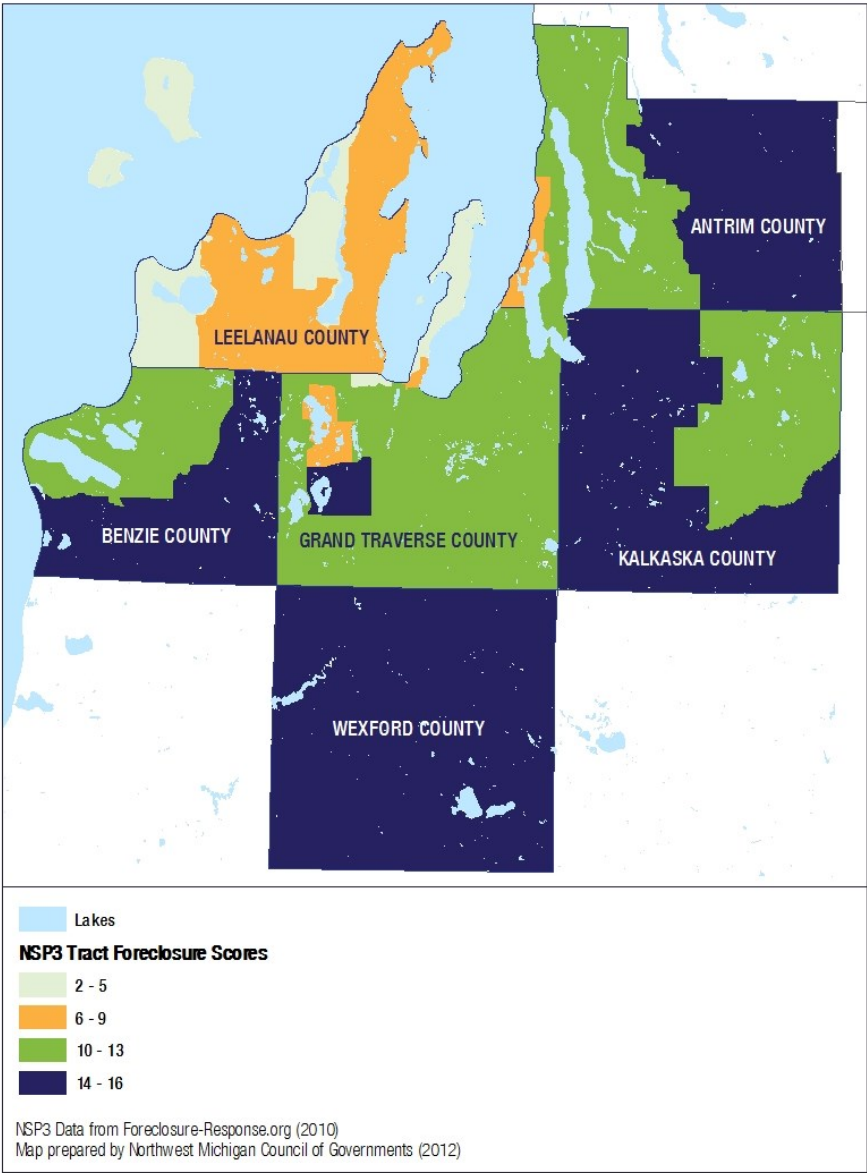 ANTRIM COUNTY
LEELANAU COUNTY
BENZIE COUNTY
GRAND TRAVERSE COUNTY
KALKASKA COUNTY
WEXFORD COUNTY
Lakes
NSP3 Tract Foreclosure Scores
2 - 5
6 - 9
10 - 13
14 - 16
NSP3 Data from Foreclosure-Response.org (2010)
Map prepared by Northwest Michigan Council of Governments (2012)